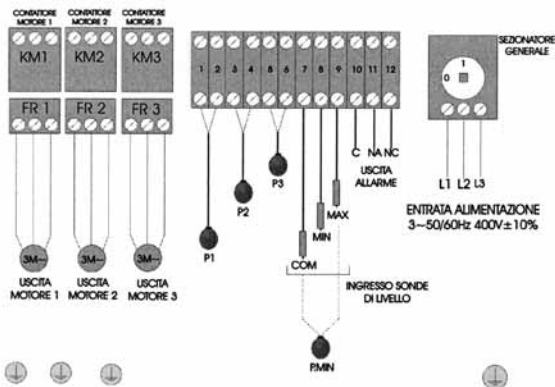 CONTATTORE MOTORE 1
CONTATTORE MOTORE 2
CONTATTORE MOTORE 3
KM1
KM2
KM3
FR 1
FR 2
FR 3
3M~
3M~
3M~
USCITA MOTORE 1
USCITA MOTORE 2
USCITA MOTORE 3
1 2 3 4 5 6 7 8 9 10 11 12
P1
P2
P3
COM
MIN
MAX
C NA NC
USCITA ALLARME
INGRESSO SONDE DI LIVELLO
P.MIN
SEZIONATORE GENERALE
0
1
L1 L2 L3
ENTRATA ALIMENTAZIONE
3~50/60Hz 400V±10%